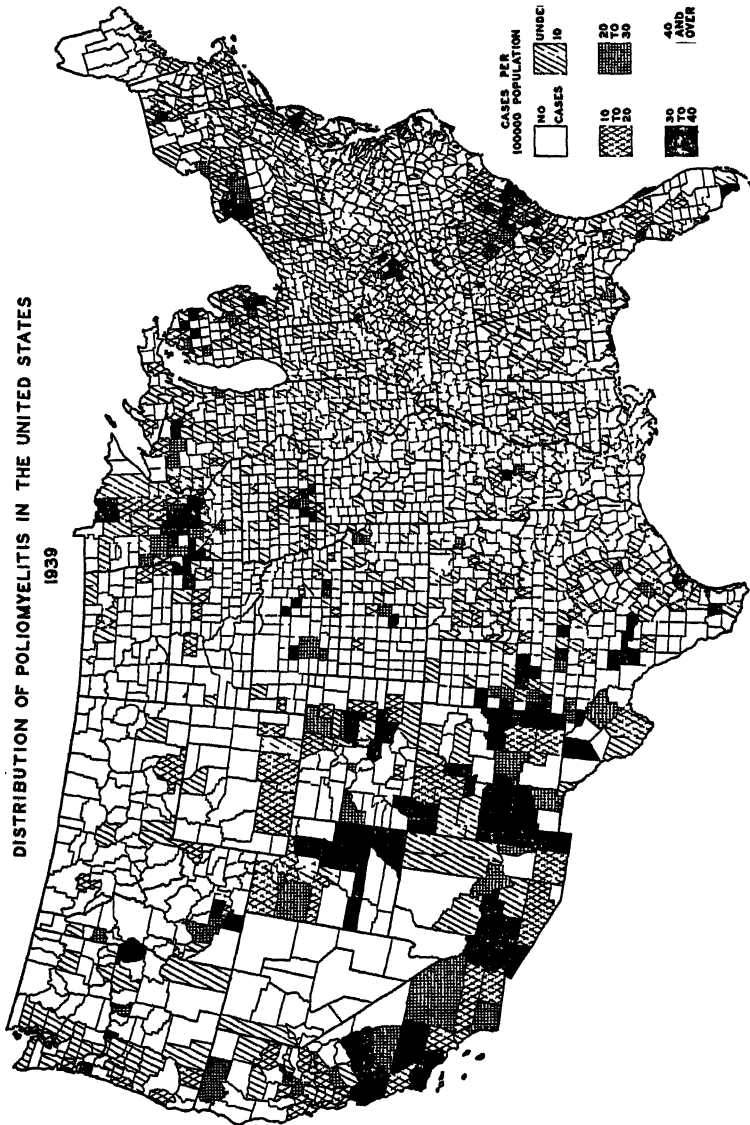 DISTRIBUTION OF POLIOMYELITIS IN THE UNITED STATES
1939
CASES PER
100000 POPULATION
NO
CASES
UNDE
10
10
TO
20
20
TO
30
30
TO
40
40
AND
OVER